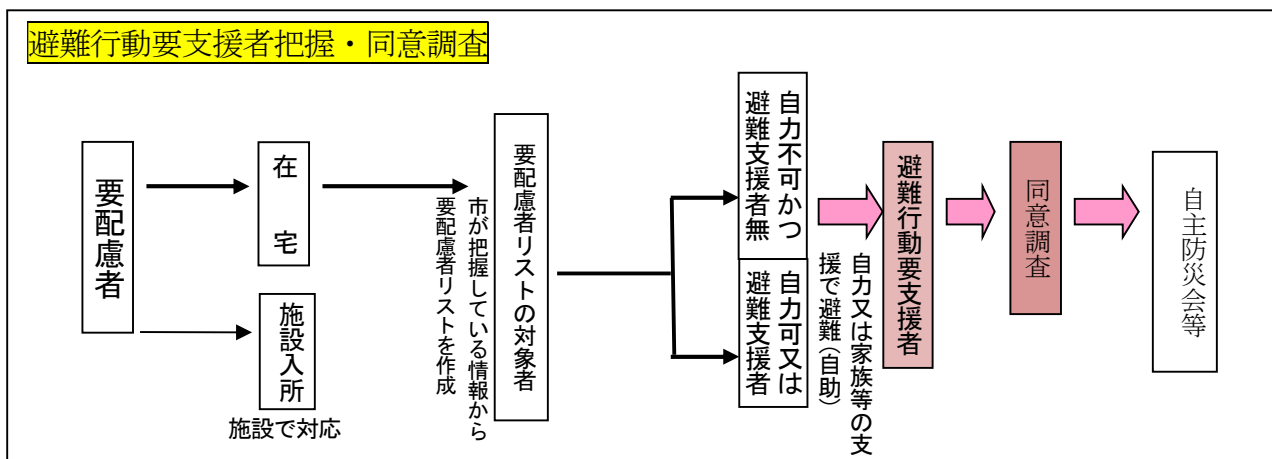 避難行動要支援者把握・同意調査
要配慮者
在宅
施設入所
施設で対応
市が把握している情報から
要配慮者リストを作成
要配慮者リストの対象者
自力不可かつ
避難支援者無
自力可又は
避難支援者
自力又は家族等の支
援で避難(自助)
避難行動要支援者
同意調査
自主防災会等